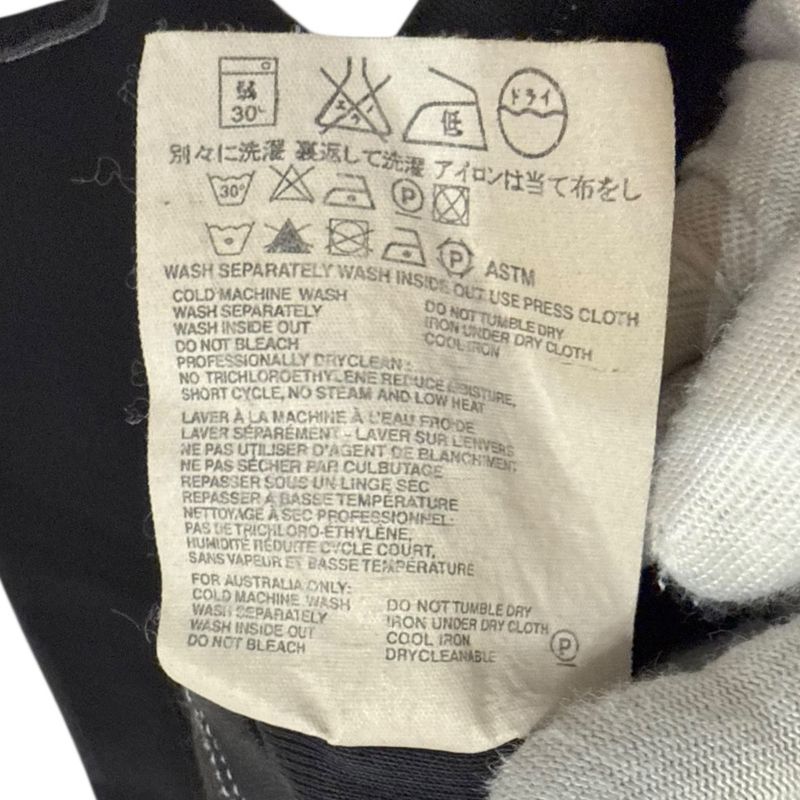 弱 30 エンソ サラシ 低 ドライ
別々に洗濯 裏返して洗濯 アイロンは当て布をし
30° P
P ASTM
WASH SEPARATELY WASH INSIDE OUT USE PRESS CLOTH
COLD MACHINE WASH
WASH SEPARATELY
WASH INSIDE OUT
DO NOT BLEACH
DO NOT TUMBLE DRY
IRON UNDER DRY CLOTH
COOL IRON
PROFESSIONALLY DRYCLEAN:
NO TRICHLOROETHYLENE REDUCE MOISTURE,
SHORT CYCLE, NO STEAM AND LOW HEAT
LAVER À LA MACHINE À L'EAU FROIDE
LAVER SÉPARÉMENT - LAVER SUR L'ENVERS
NE PAS UTILISER D'AGENT DE BLANCHIMENT
NE PAS SÉCHER PAR CULBUTAGE
REPASSER SOUS UN LINGE SEC
REPASSER À BASSE TEMPÉRATURE
NETTOYAGE À SEC PROFESSIONNEL:
PAS DE TRICHLORO-ÉTHYLÈNE,
HUMIDITÉ RÉDUITE CYCLE COURT,
SANS VAPEUR ET BASSE TEMPÉRATURE
FOR AUSTRALIA ONLY:
COLD MACHINE WASH
WASH SEPARATELY
WASH INSIDE OUT
DO NOT BLEACH
DO NOT TUMBLE DRY
IRON UNDER DRY CLOTH
COOL IRON
DRYCLEANABLE P